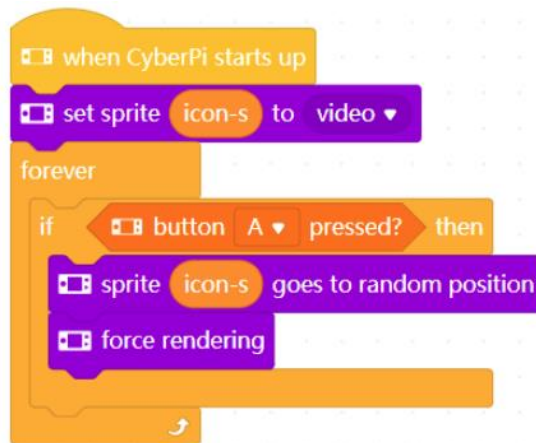 when CyberPi starts up
set sprite icon-s to video
forever
if button A pressed? then
sprite icon-s goes to random position
force rendering